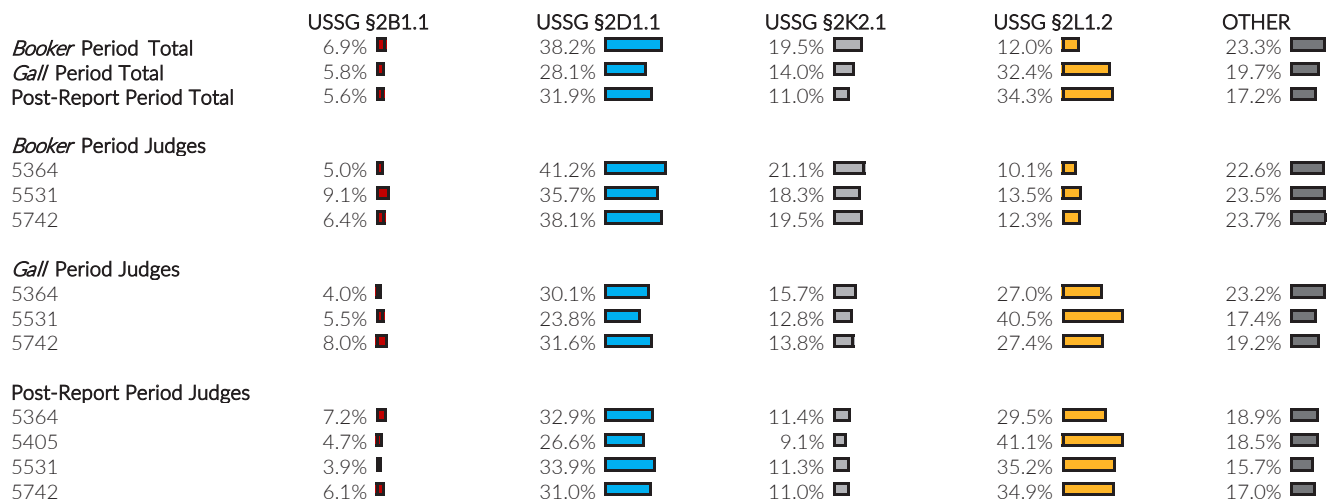 USSG §2B1.1 USSG §2D1.1 USSG §2K2.1 USSG §2L1.2 OTHER
Booker Period Total 6.9% 38.2% 19.5% 12.0% 23.3%
Gall Period Total 5.8% 28.1% 14.0% 32.4% 19.7%
Post-Report Period Total 5.6% 31.9% 11.0% 34.3% 17.2%
Booker Period Judges
5364 5.0% 41.2% 21.1% 10.1% 22.6%
5531 9.1% 35.7% 18.3% 13.5% 23.5%
5742 6.4% 38.1% 19.5% 12.3% 23.7%
Gall Period Judges
5364 4.0% 30.1% 15.7% 27.0% 23.2%
5531 5.5% 23.8% 12.8% 40.5% 17.4%
5742 8.0% 31.6% 13.8% 27.4% 19.2%
Post-Report Period Judges
5364 7.2% 32.9% 11.4% 29.5% 18.9%
5405 4.7% 26.6% 9.1% 41.1% 18.5%
5531 3.9% 33.9% 11.3% 35.2% 15.7%
5742 6.1% 31.0% 11.0% 34.9% 17.0%